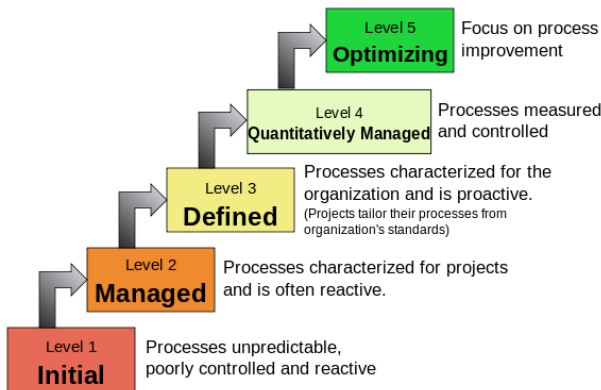 Level 5
Optimizing
Focus on process
improvement
Level 4
Quantitatively Managed
Processes measured
and controlled
Level 3
Defined
Processes characterized for the
organization and is proactive.
(Projects tailor their processes from
organization's standards)
Level 2
Managed
Processes characterized for projects
and is often reactive.
Level 1
Initial
Processes unpredictable,
poorly controlled and reactive